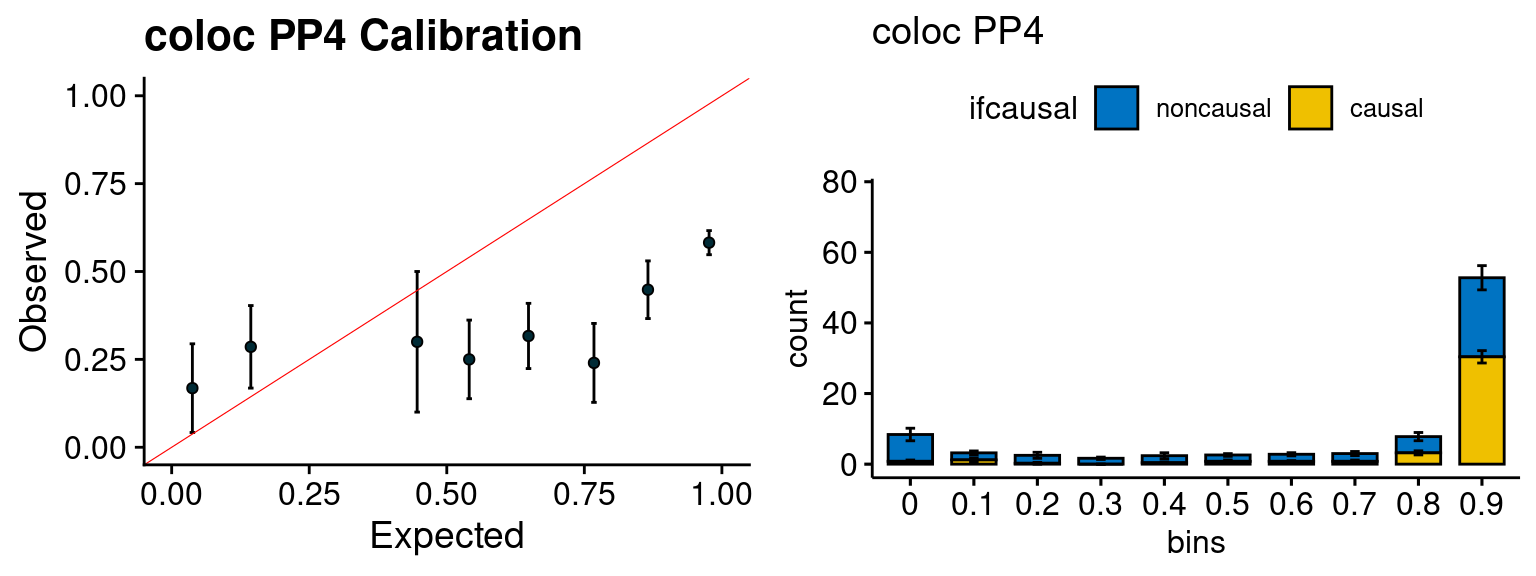 coloc PP4 Calibration
Observed
1.00
0.75
0.50
0.25
0.00
0.00 0.25 0.50 0.75 1.00
Expected
coloc PP4
ifcausal noncausal causal
count
80
60
40
20
0
0 0.1 0.2 0.3 0.4 0.5 0.6 0.7 0.8 0.9
bins